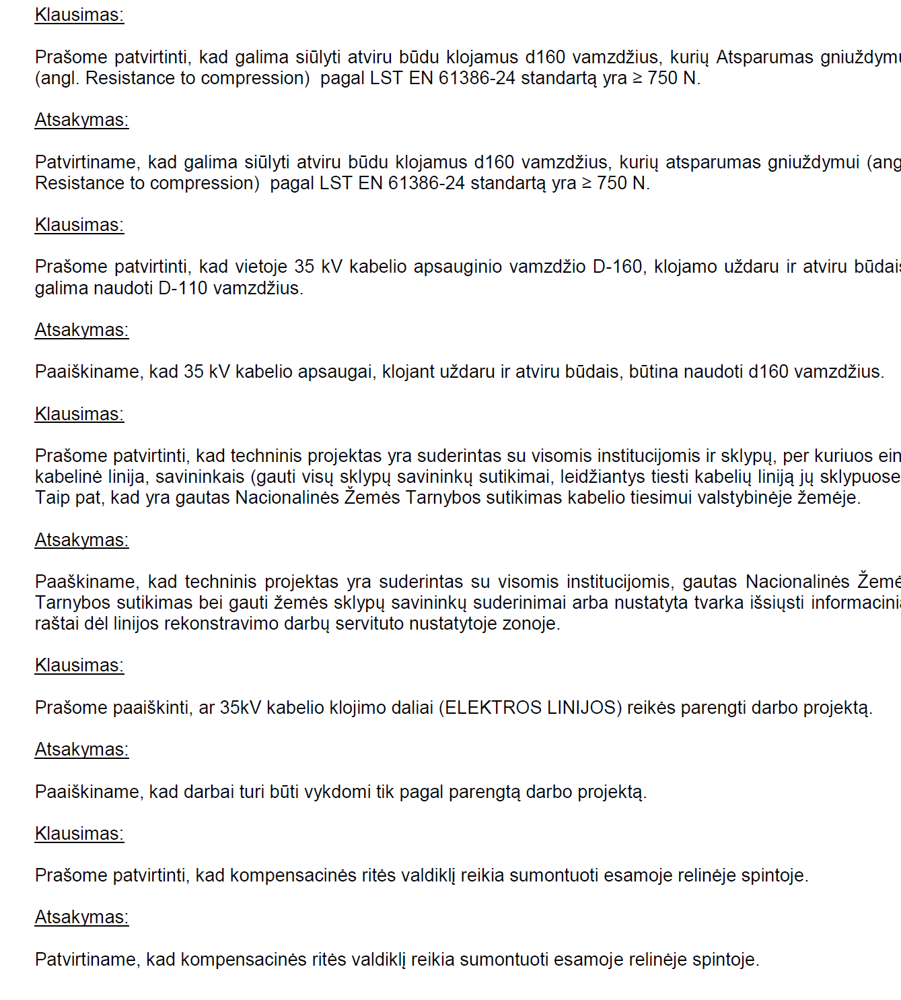 Klausimas:
Prašome patvirtinti, kad galima siūlyti atviru būdu klojamus d160 vamzdžius, kurių Atsparumas
(angl. Resistance to compression)  pagal LST EN 61386-24 standartą yra ≥ 750 N.
Atsakymas:
Patvirtiname, kad galima siūlyti atviru būdu klojamus d160 vamzdžius, kurių atsparumas gniuždymui (ang
Resistance to compression)  pagal LST EN 61386-24 standartą yra ≥ 750 N.
Klausimas:
Prašome patvirtinti, kad vietoje 35 kV kabelio apsauginio vamzdžio D-160, klojamo uždaru ir atviru būdais
galima naudoti D-110 vamzdžius.
Atsakymas:
Paaiškiname, kad 35 kV kabelio apsaugai, klojant uždaru ir atviru būdais, būtina naudoti d160 vamzdžius.
Klausimas:
Prašome patvirtinti, kad techninis projektas yra suderintas su visomis institucijomis ir sklypų, per kuriuos ein
kabelinė linija, savininkais (gauti visų sklypų savininkų sutikimai, leidžiantys tiesti kabelių liniją jų sklypuose
Taip pat, kad yra gautas Nacionalinės Žemės Tarnybos sutikimas kabelio tiesimui valstybinėje žemėje.
Atsakymas:
Paaškiname, kad techninis projektas yra suderintas su visomis institucijomis, gautas Nacionalinės Žemė
Tarnybos sutikimas bei gauti žemės sklypų savininkų suderinimai arba nustatyta tvarka išsiųsti
raštai dėl linijos rekonstravimo darbų servituto nustatytoje zonoje.
Klausimas:
Prašome paaiškinti, ar 35kV kabelio klojimo daliai (ELEKTROS LINIJOS) reikės parengti darbo projektą.
Atsakymas:
Paaiškiname, kad darbai turi būti vykdomi tik pagal parengtą darbo projektą.
Klausimas:
Prašome patvirtinti, kad kompensacinės ritės valdiklį reikia sumontuoti esamoje relinėje spintoje.
Atsakymas:
Patvirtiname, kad kompensacinės ritės valdiklį reikia sumontuoti esamoje relinėje spintoje.